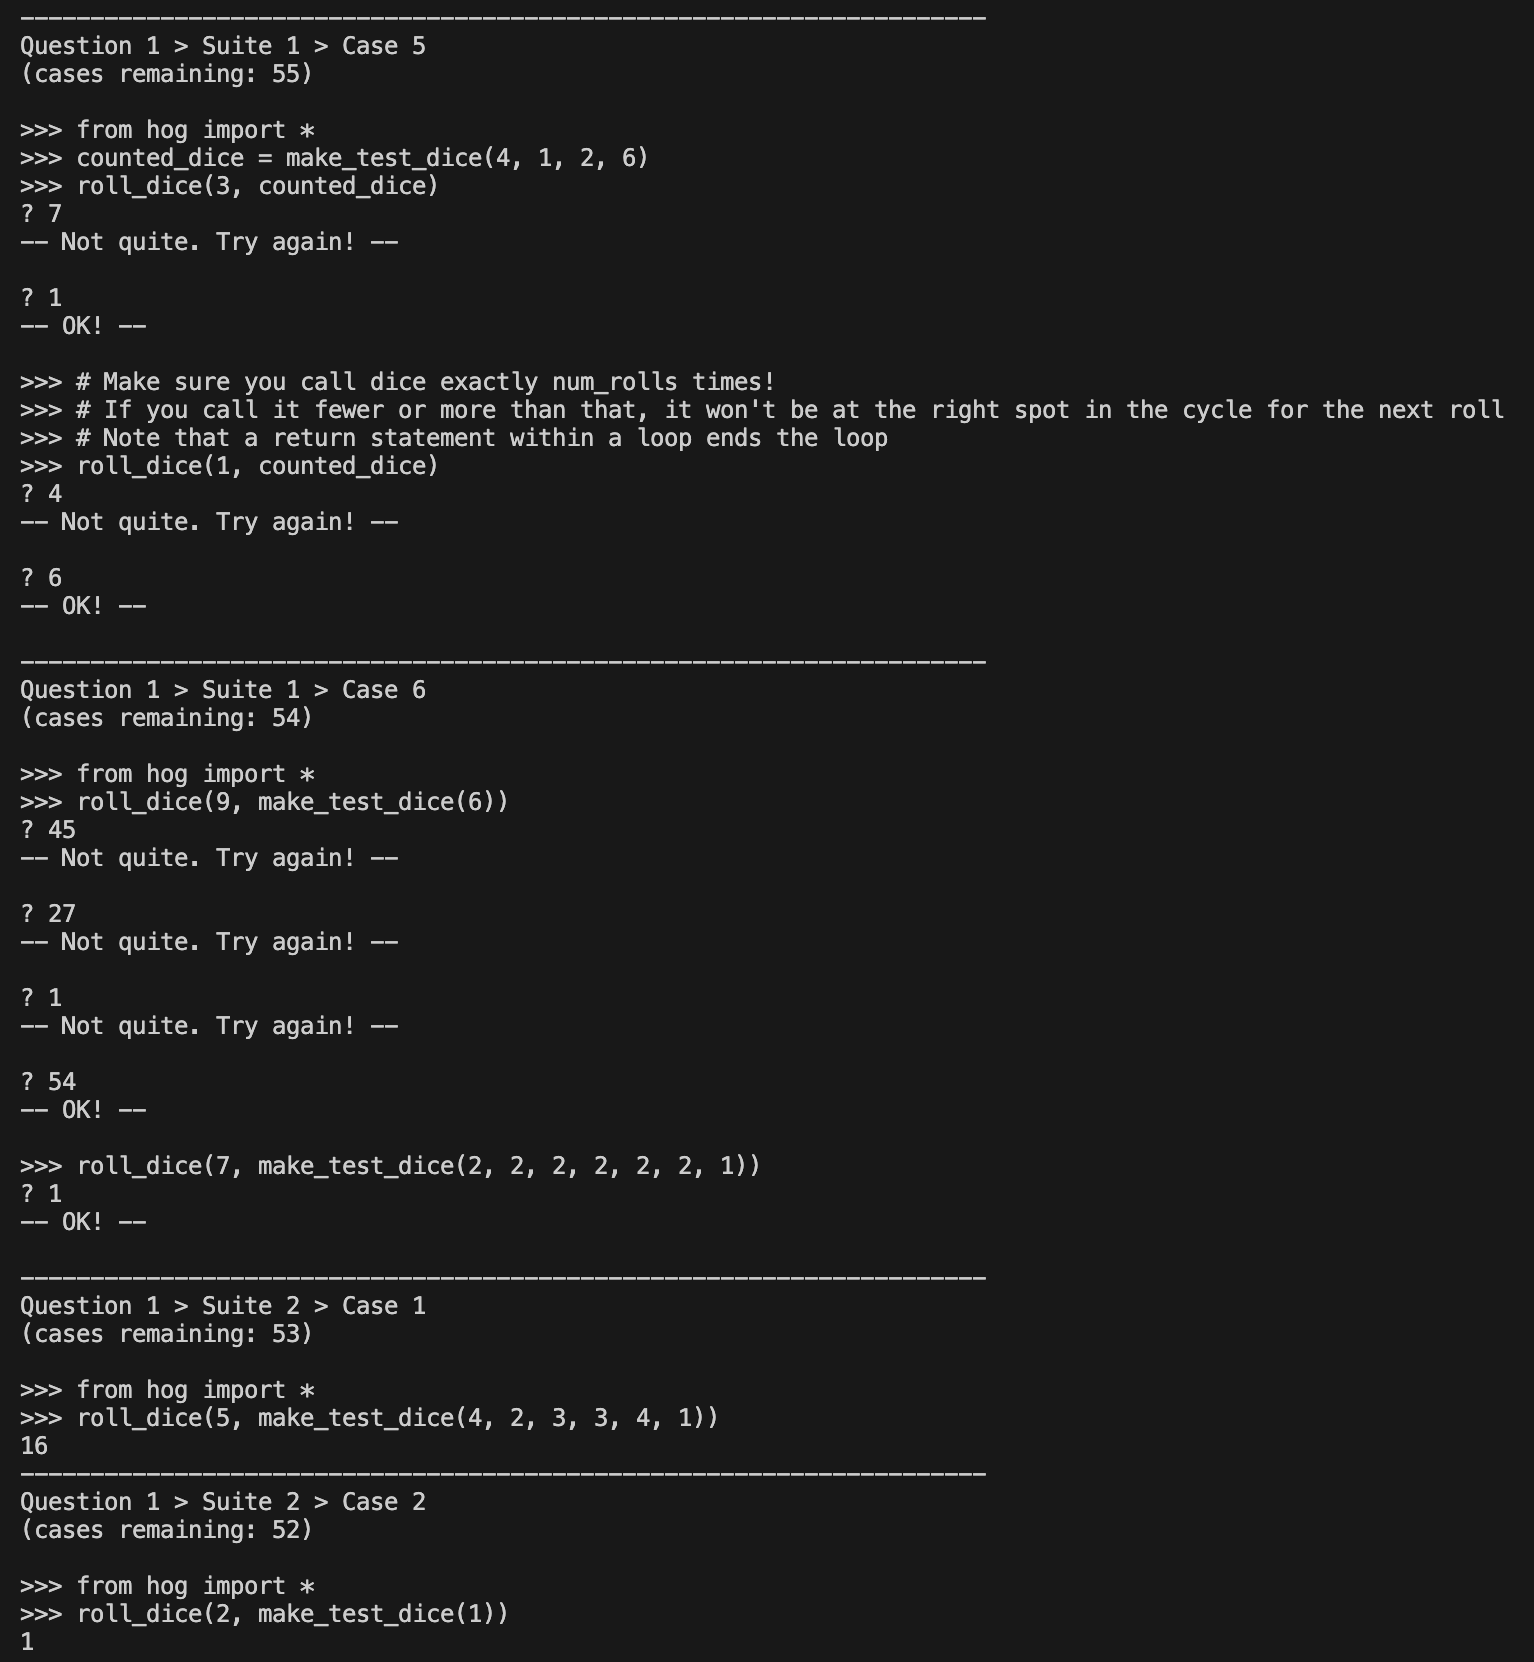 Question 1 > Suite 1 > Case 5
(cases remaining: 55)
>>> from hog import *
>>> counted_dice = make_test_dice(4, 1, 2, 6)
>>> roll_dice(3, counted_dice)
? 7
-- Not quite. Try again! --
? 1
-- OK! --
>>> # Make sure you call dice exactly num_rolls times!
>>> # If you call it fewer or more than that, it won't be at the right spot in the cycle for the next roll
>>> # Note that a return statement within a loop ends the loop
>>> roll_dice(1, counted_dice)
? 4
-- Not quite. Try again! --
? 6
-- OK! --
Question 1 > Suite 1 > Case 6
(cases remaining: 54)
>>> from hog import *
>>> roll_dice(9, make_test_dice(6))
? 45
-- Not quite. Try again! --
? 27
-- Not quite. Try again! --
? 1
-- Not quite. Try again! --
? 54
-- OK! --
>>> roll_dice(7, make_test_dice(2, 2, 2, 2, 2, 2, 1))
? 1
-- OK! --
Question 1 > Suite 2 > Case 1
(cases remaining: 53)
>>> from hog import *
>>> roll_dice(5, make_test_dice(4, 2, 3, 3, 4, 1))
16
Question 1 > Suite 2 > Case 2
(cases remaining: 52)
>>> from hog import *
>>> roll_dice(2, make_test_dice(1))
1